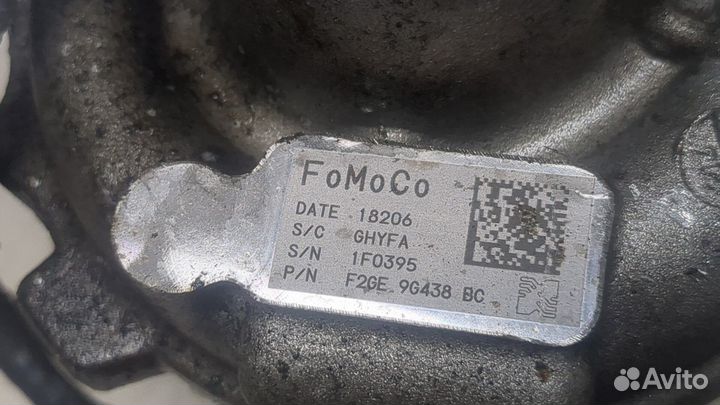 FoMoCo
DATE 18206
S/C GHYFA
S/N 1F0395
P/N F2GE 9G438 BC
Avito